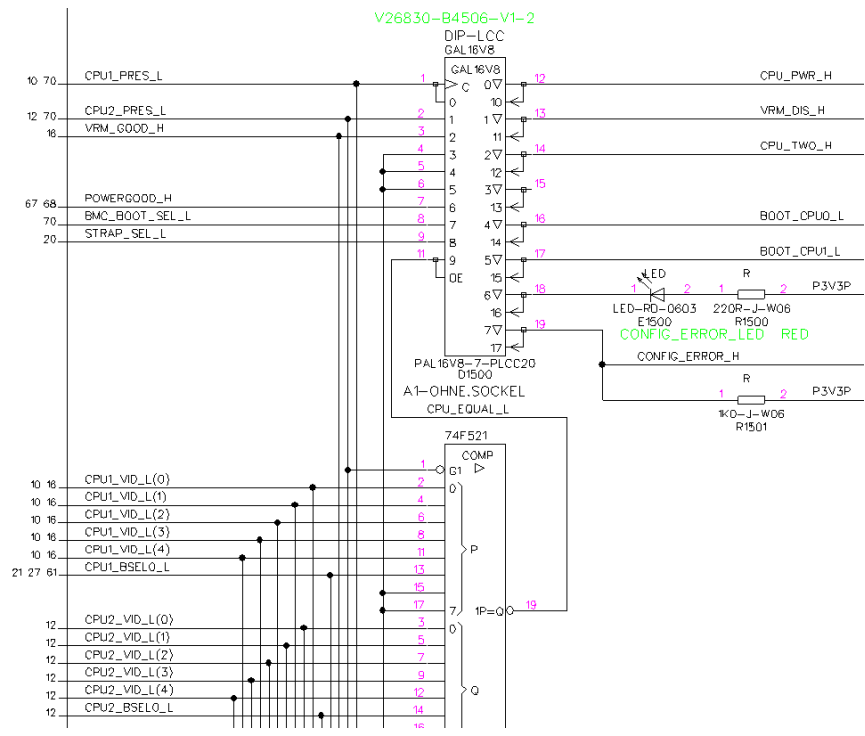 V26830-B4506-V1-2
DIP-LCC
GAL16V8
GAL16V8
10 70 CPU1_PRES_L 1 C 0▽ 12 CPU_PWR_H
0 10
12 70 CPU2_PRES_L 2 1 1▽ 13 VRM_DIS_H
16 VRM_GOOD_H 3 2 11
4 3 2▽ 14 CPU_TWO_H
5 4 12
6 5 3▽ 15
67 68 POWERGOOD_H 7 6 13
70 BMC_BOOT_SEL_L 8 7 4▽ 16 BOOT_CPU0_L
20 STRAP_SEL_L 9 8 14
11 9 5▽ 17 BOOT_CPU1_L
OE 15
LED R
6▽ 18 1 2 1 2 P3V3P
16 LED-RD-0603 220R-J-W06
E1500 R1500
7▽ 19 CONFIG_ERROR_LED RED
17
PAL16V8-7-PLCC20 CONFIG_ERROR_H
D1500
A1-OHNE.SOCKEL R
CPU_EQUAL_L 1 2 P3V3P
1K0-J-W06
R1501
74F521
COMP
1 G1
10 16 CPU1_VID_L(0) 2 0
10 16 CPU1_VID_L(1) 4
10 16 CPU1_VID_L(2) 6
10 16 CPU1_VID_L(3) 8
10 16 CPU1_VID_L(4) 11 P
21 27 61 CPU1_BSEL0_L 13
15
17 7 1P=Q 19
12 CPU2_VID_L(0) 3 0
12 CPU2_VID_L(1) 5
12 CPU2_VID_L(2) 7
12 CPU2_VID_L(3) 9
12 CPU2_VID_L(4) 12 Q
12 CPU2_BSEL0_L 14
16